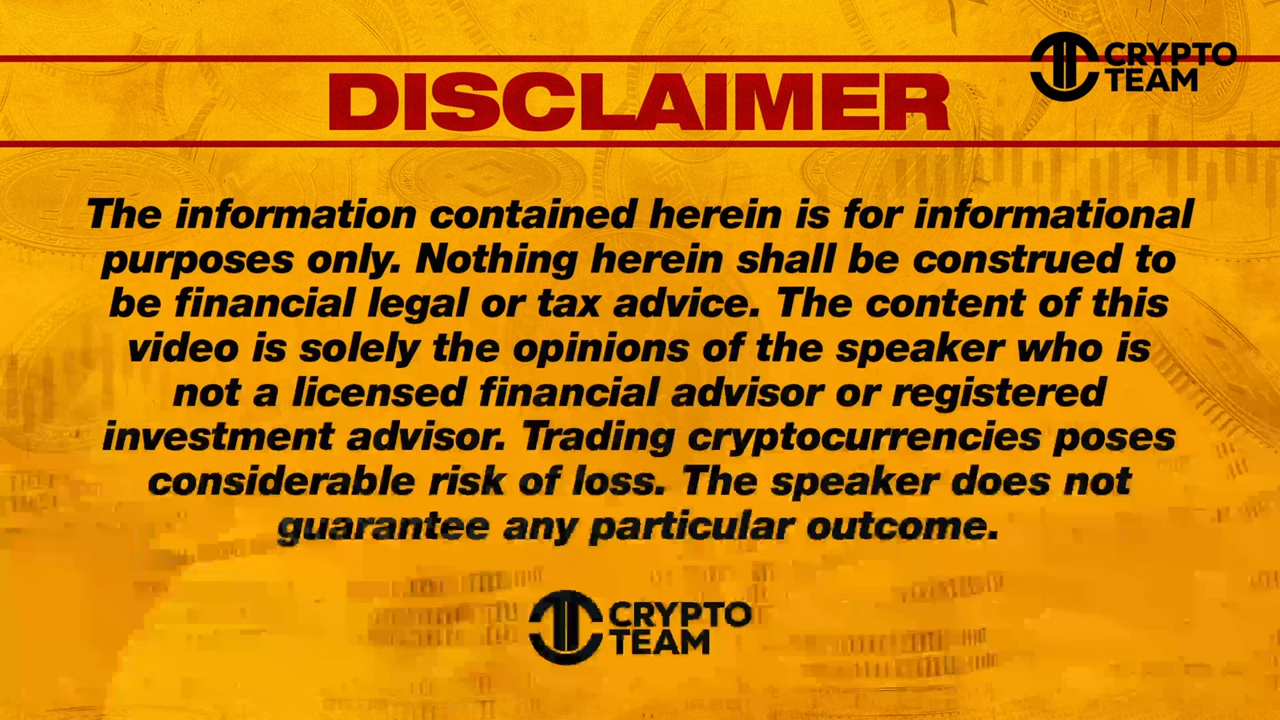 DISCLAIMER
CRYPTO
TEAM
The information contained herein is for informational
purposes only. Nothing herein shall be construed to
be financial legal or tax advice. The content of this
video is solely the opinions of the speaker who is
not a licensed financial advisor or registered
investment advisor. Trading cryptocurrencies poses
considerable risk of loss. The speaker does not
guarantee any particular outcome.
CRYPTO
TEAM